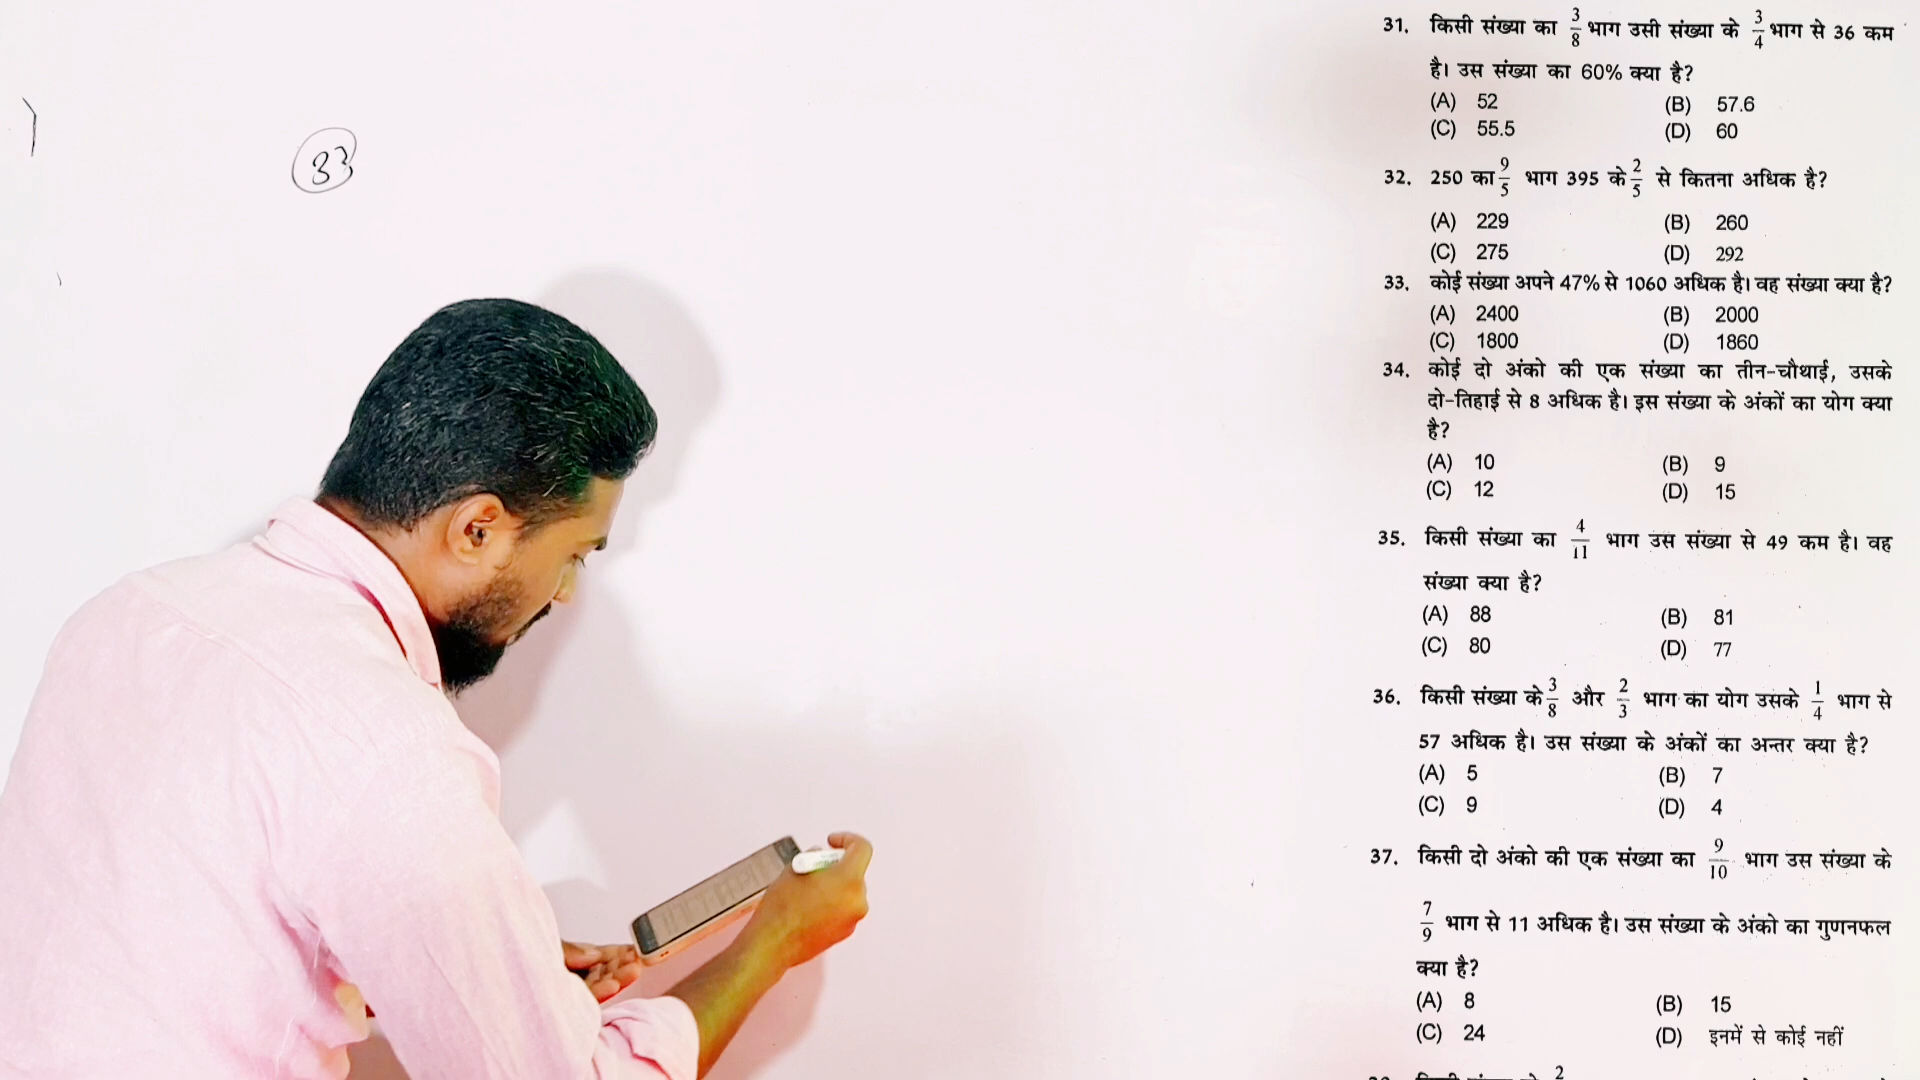 33
31. किसी संख्या का 3/8 भाग उसी संख्या के 3/4 भाग से 36 कम
है। उस संख्या का 60% क्या है?
(A) 52 (B) 57.6
(C) 55.5 (D) 60
32. 250 का 9/5 भाग 395 के 2/5 से कितना अधिक है?
(A) 229 (B) 260
(C) 275 (D) 292
33. कोई संख्या अपने 47% से 1060 अधिक है। वह संख्या क्या है?
(A) 2400 (B) 2000
(C) 1800 (D) 1860
34. कोई दो अंको की एक संख्या का तीन-चौथाई, उसके
दो-तिहाई से 8 अधिक है। इस संख्या के अंकों का योग क्या
है?
(A) 10 (B) 9
(C) 12 (D) 15
35. किसी संख्या का 4/11 भाग उस संख्या से 49 कम है। वह
संख्या क्या है?
(A) 88 (B) 81
(C) 80 (D) 77
36. किसी संख्या के 3/8 और 2/3 भाग का योग उसके 1/4 भाग से
57 अधिक है। उस संख्या के अंकों का अन्तर क्या है?
(A) 5 (B) 7
(C) 9 (D) 4
37. किसी दो अंको की एक संख्या का 9/10 भाग उस संख्या के
7/9 भाग से 11 अधिक है। उस संख्या के अंको का गुणनफल
क्या है?
(A) 8 (B) 15
(C) 24 (D) इनमें से कोई नहीं